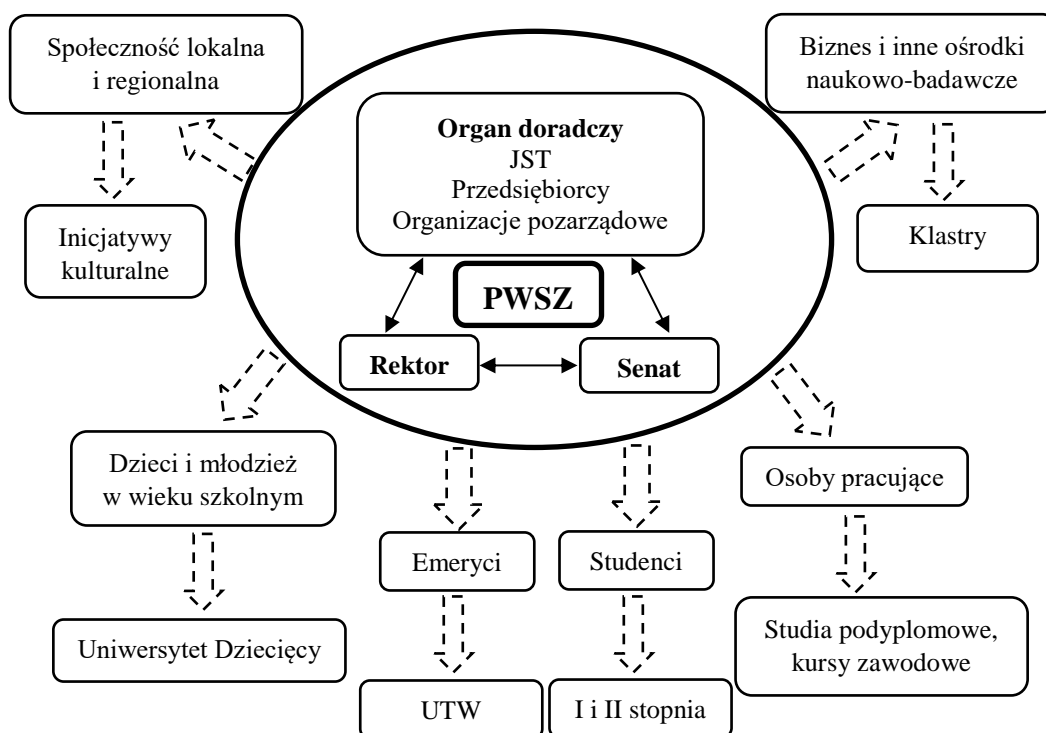 Społeczność lokalna
i regionalna
Biznes i inne ośrodki
naukowo-badawcze
Organ doradczy
JST
Przedsiębiorcy
Organizacje pozarządowe
Inicjatywy
kulturalne
Klastry
PWSZ
Rektor
Senat
Dzieci i młodzież
w wieku szkolnym
Osoby pracujące
Emeryci
Studenci
Uniwersytet Dziecięcy
Studia podyplomowe,
kursy zawodowe
UTW
I i II stopnia